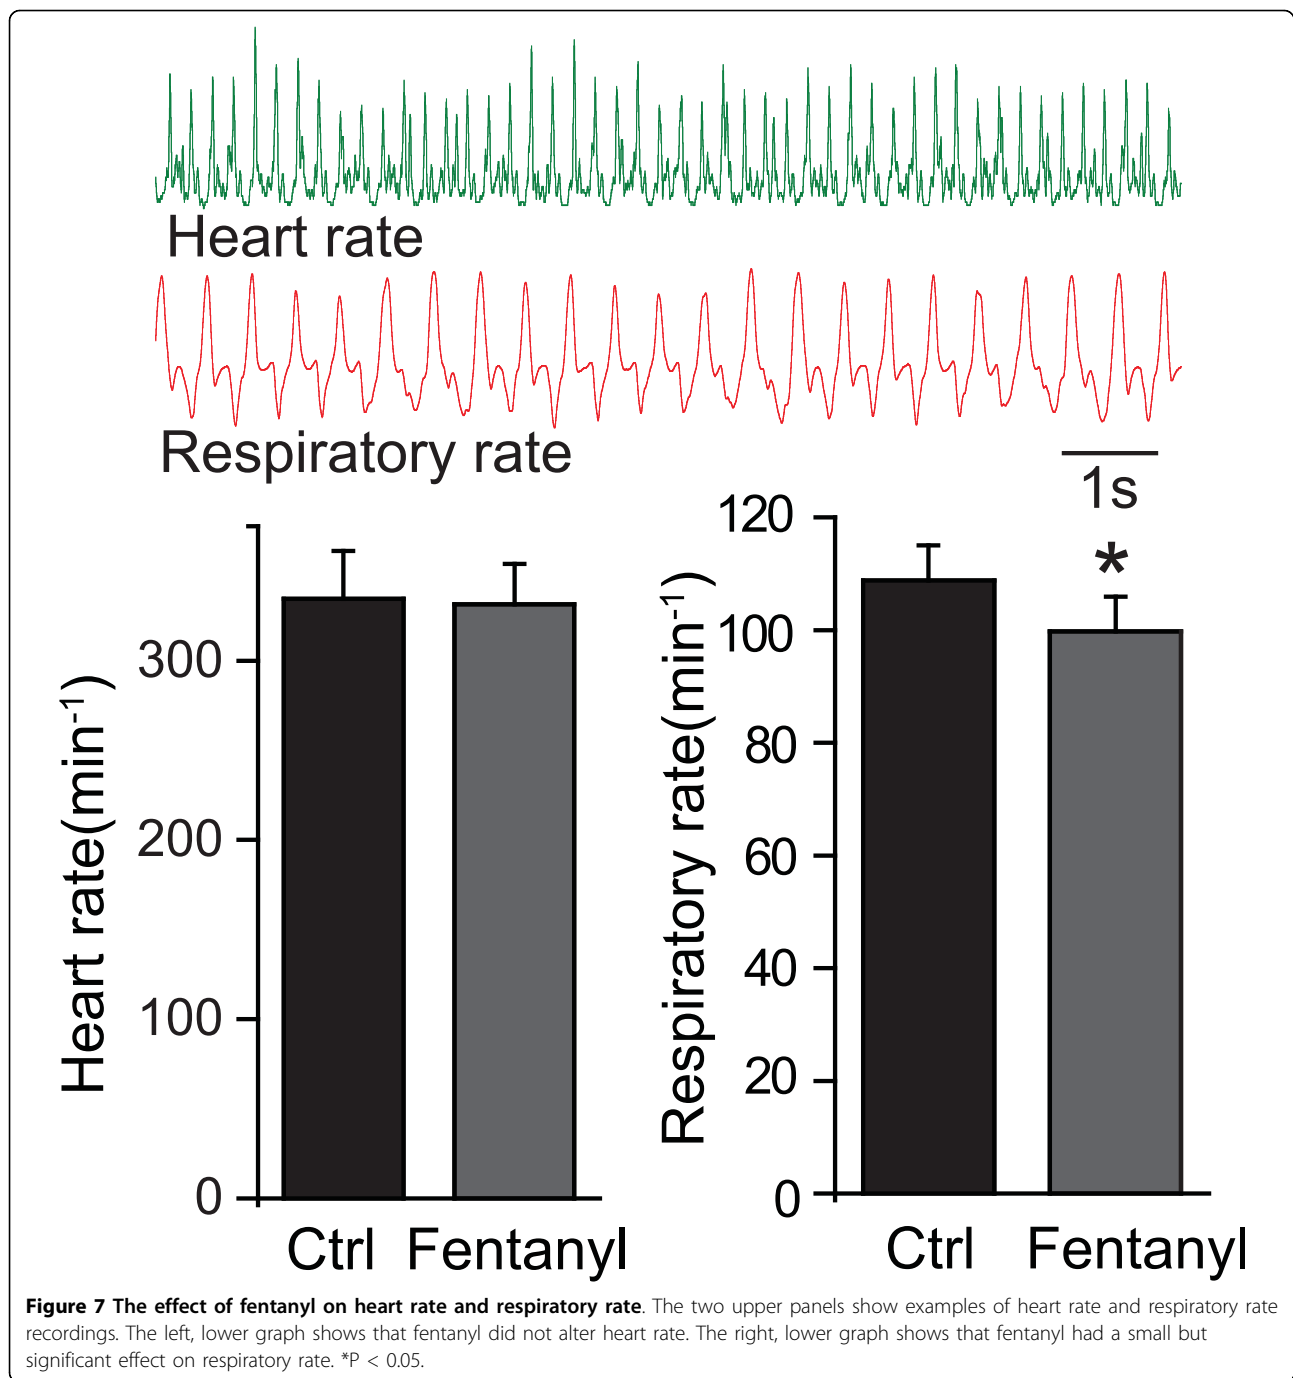 Heart rate
Respiratory rate
1s
Heart rate(min-1)
300
200
100
0
Ctrl Fentanyl
Respiratory rate(min-1)
120
100
80
60
40
20
0
*
Ctrl Fentanyl
Figure 7 The effect of fentanyl on heart rate and respiratory rate. The two upper panels show examples of heart rate and respiratory rate
recordings. The left, lower graph shows that fentanyl did not alter heart rate. The right, lower graph shows that fentanyl had a small but
significant effect on respiratory rate. *P < 0.05.